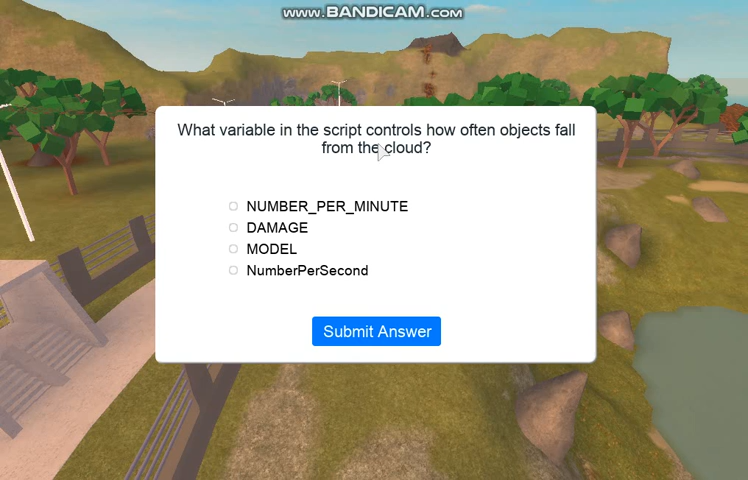 www.BANDICAM.com
What variable in the script controls how often objects fall
from the cloud?
NUMBER_PER_MINUTE
DAMAGE
MODEL
NumberPerSecond
Submit Answer